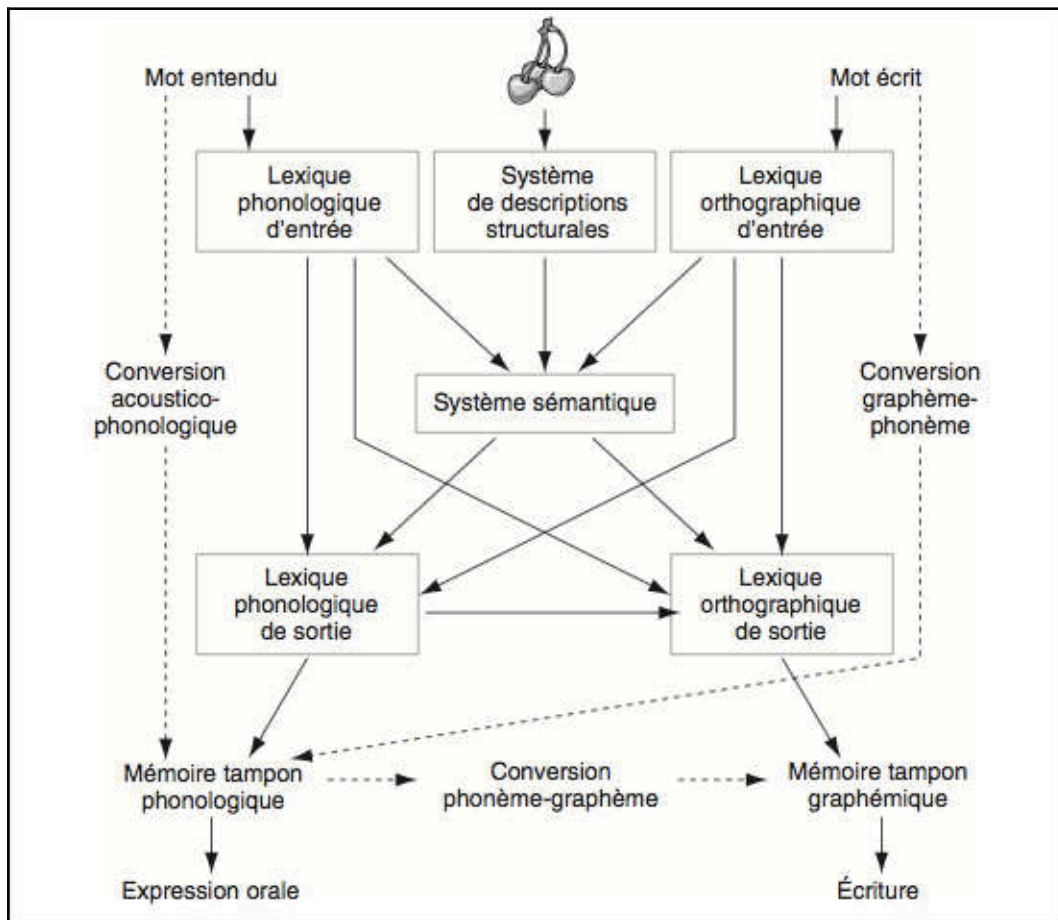 Mot entendu
Mot écrit
Lexique
phonologique
d'entrée
Système
de descriptions
structurales
Lexique
orthographique
d'entrée
Conversion
acoustico-
phonologique
Système sémantique
Conversion
graphème-
phonème
Lexique
phonologique
de sortie
Lexique
orthographique
de sortie
Mémoire tampon
phonologique
Conversion
phonème-graphème
Mémoire tampon
graphémique
Expression orale
Écriture